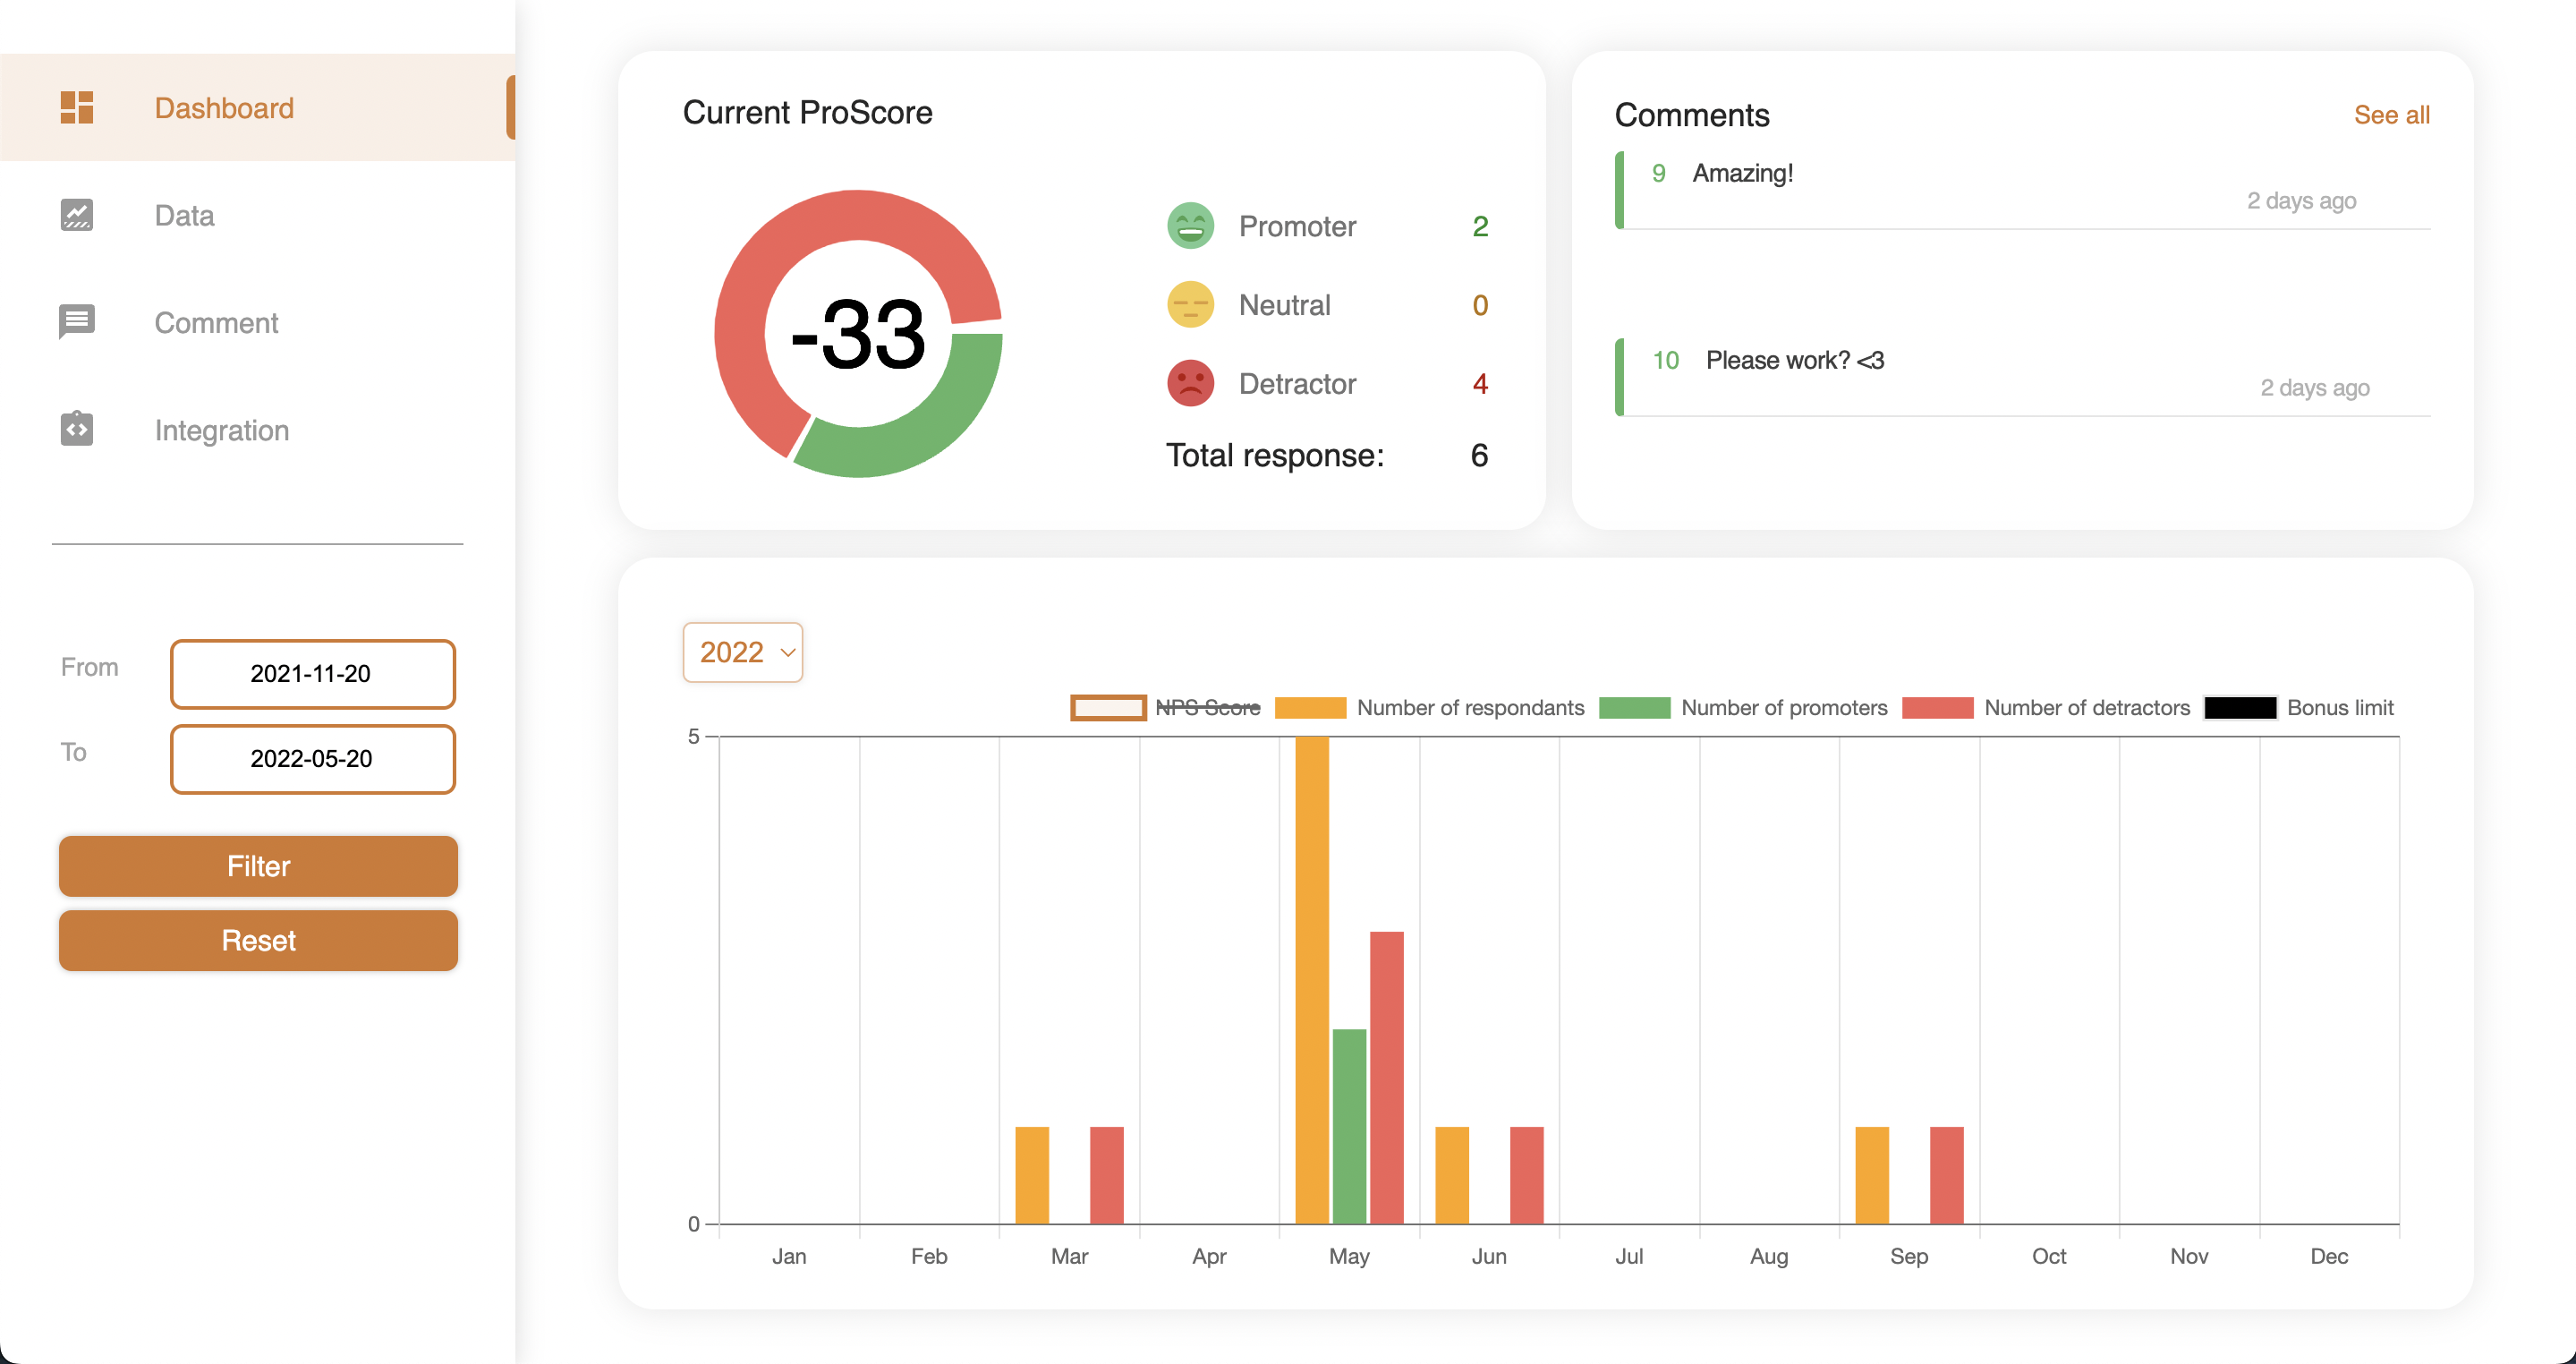 Dashboard
Data
Comment
Integration
From
2021-11-20
To
2022-05-20
Filter
Reset
Current ProScore
-33
Promoter 2
Neutral 0
Detractor 4
Total response: 6
Comments See all
9 Amazing!
2 days ago
10 Please work? <3
2 days ago
2022
NPS Score Number of respondants Number of promoters Number of detractors Bonus limit
5
0
Jan Feb Mar Apr May Jun Jul Aug Sep Oct Nov Dec